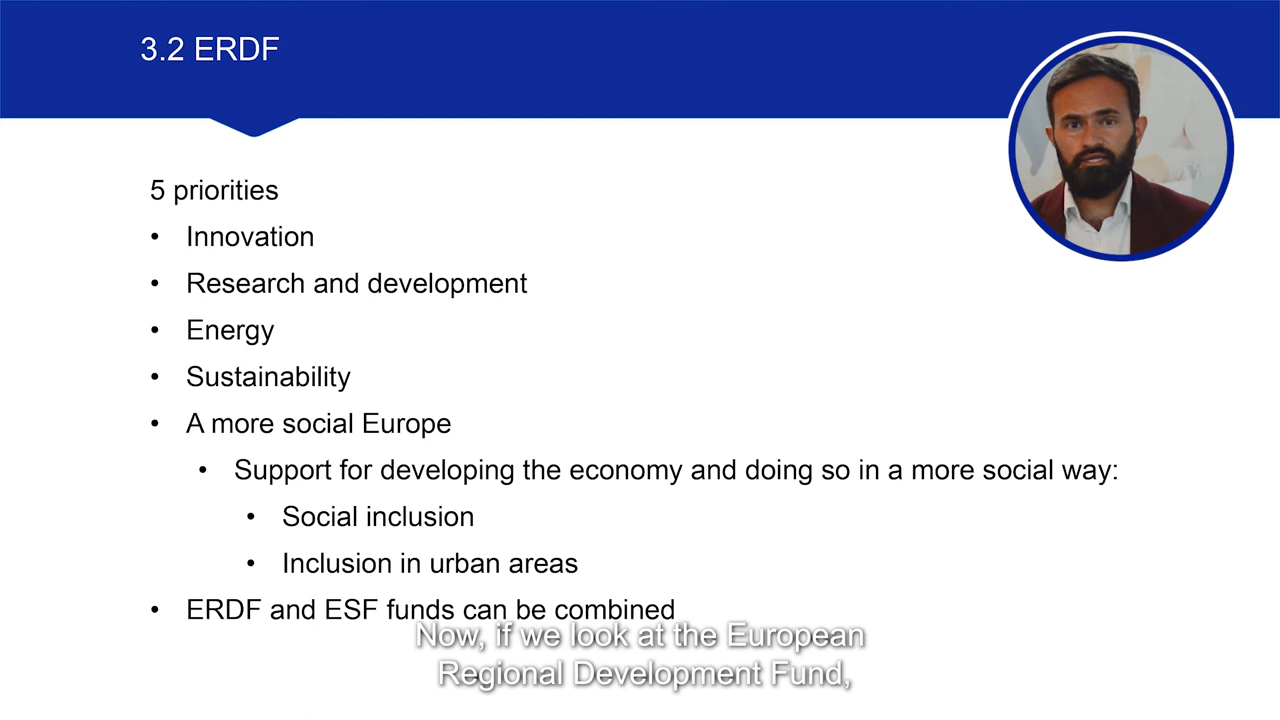 3.2 ERDF
5 priorities
• Innovation
• Research and development
• Energy
• Sustainability
• A more social Europe
• Support for developing the economy and doing so in a more social way:
• Social inclusion
• Inclusion in urban areas
• ERDF and ESF funds can be combined
Now, if we look at the European
Regional Development Fund,